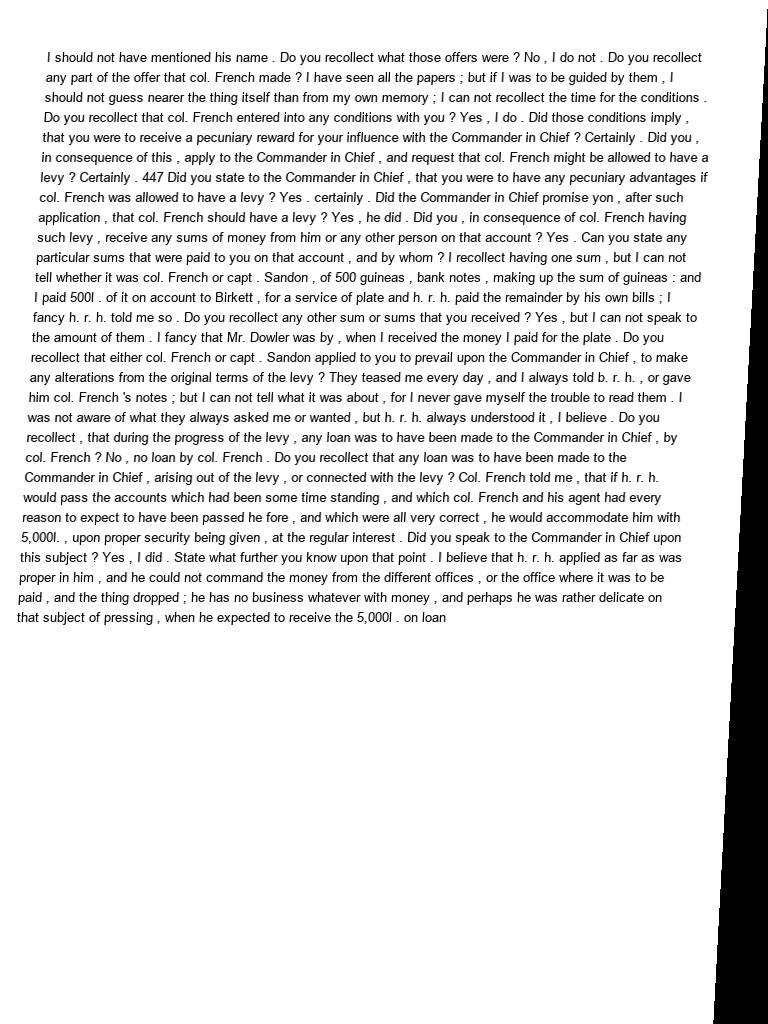 I should not have mentioned his name . Do you recollect what those offers were ? No , I do not . Do you recollect
any part of the offer that col. French made ? I have seen all the papers ; but if I was to be guided by them , I
should not guess nearer the thing itself than from my own memory ; I can not recollect the time for the conditions .
Do you recollect that col. French entered into any conditions with you ? Yes , I do . Did those conditions imply ,
that you were to receive a pecuniary reward for your influence with the Commander in Chief ? Certainly . Did you ,
in consequence of this , apply to the Commander in Chief , and request that col. French might be allowed to have a
levy ? Certainly . 447 Did you state to the Commander in Chief , that you were to have any pecuniary advantages if
col. French was allowed to have a levy ? Yes . certainly . Did the Commander in Chief promise yon , after such
application , that col. French should have a levy ? Yes , he did . Did you , in consequence of col. French having
such levy , receive any sums of money from him or any other person on that account ? Yes . Can you state any
particular sums that were paid to you on that account , and by whom ? I recollect having one sum , but I can not
tell whether it was col. French or capt . Sandon , of 500 guineas , bank notes , making up the sum of guineas : and
I paid 500l . of it on account to Birkett , for a service of plate and h. r. h. paid the remainder by his own bills ; I
fancy h. r. h. told me so . Do you recollect any other sum or sums that you received ? Yes , but I can not speak to
the amount of them . I fancy that Mr. Dowler was by , when I received the money I paid for the plate . Do you
recollect that either col. French or capt . Sandon applied to you to prevail upon the Commander in Chief , to make
any alterations from the original terms of the levy ? They teased me every day , and I always told b. r. h. , or gave
him col. French 's notes ; but I can not tell what it was about , for I never gave myself the trouble to read them . I
was not aware of what they always asked me or wanted , but h. r. h. always understood it , I believe . Do you
recollect , that during the progress of the levy , any loan was to have been made to the Commander in Chief , by
col. French ? No , no loan by col. French . Do you recollect that any loan was to have been made to the
Commander in Chief , arising out of the levy , or connected with the levy ? Col. French told me , that if h. r. h.
would pass the accounts which had been some time standing , and which col. French and his agent had every
reason to expect to have been passed he fore , and which were all very correct , he would accommodate him with
5,000l. , upon proper security being given , at the regular interest . Did you speak to the Commander in Chief upon
this subject ? Yes , I did . State what further you know upon that point . I believe that h. r. h. applied as far as was
proper in him , and he could not command the money from the different offices , or the office where it was to be
paid , and the thing dropped ; he has no business whatever with money , and perhaps he was rather delicate on
that subject of pressing , when he expected to receive the 5,000l . on loan